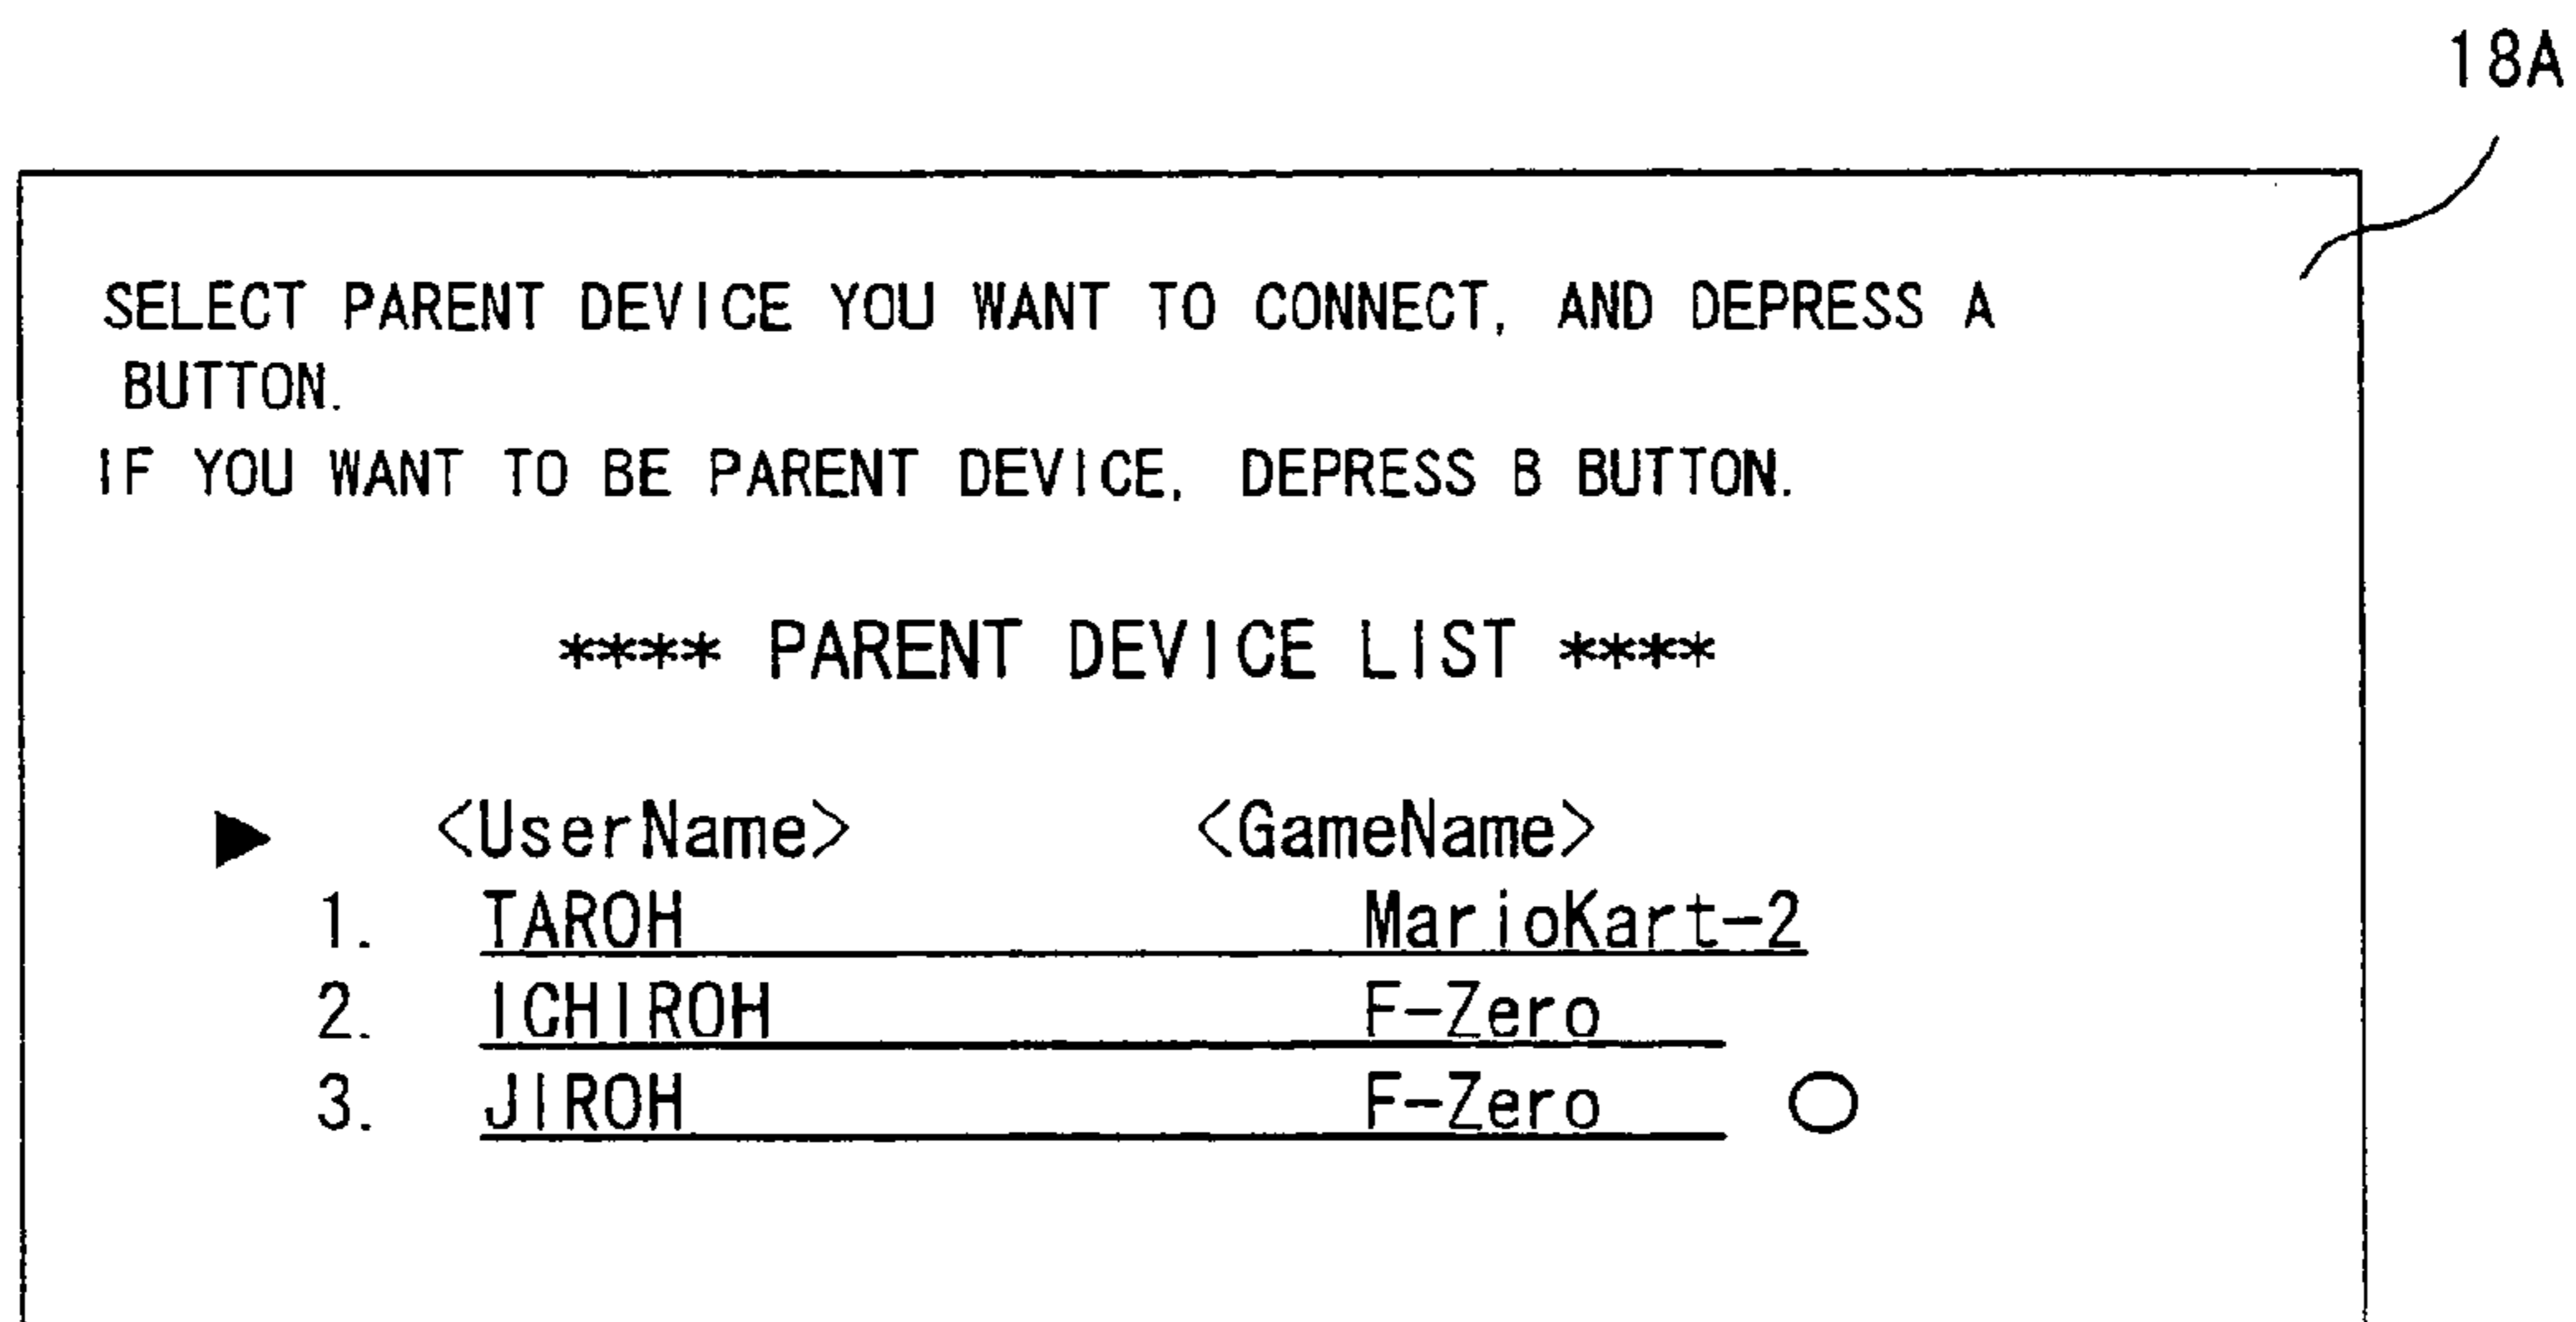 18A
SELECT PARENT DEVICE YOU WANT TO CONNECT, AND DEPRESS A
BUTTON.
IF YOU WANT TO BE PARENT DEVICE, DEPRESS B BUTTON.
**** PARENT DEVICE LIST ****
▶ <UserName> <GameName>
1. TAROH MarioKart-2
2. ICHIROH F-Zero
3. JIROH F-Zero ○